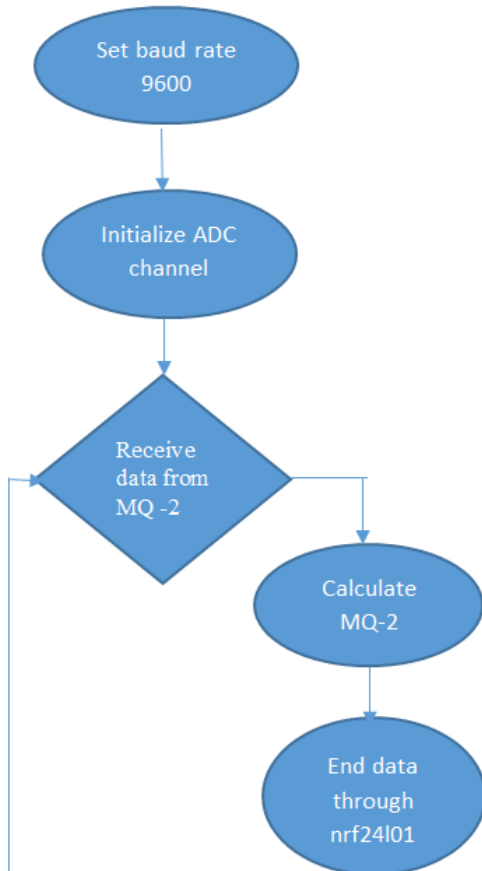 Set baud rate
9600
Initialize ADC
channel
Receive
data from
MQ -2
Calculate
MQ-2
End data
through
nrf24l01